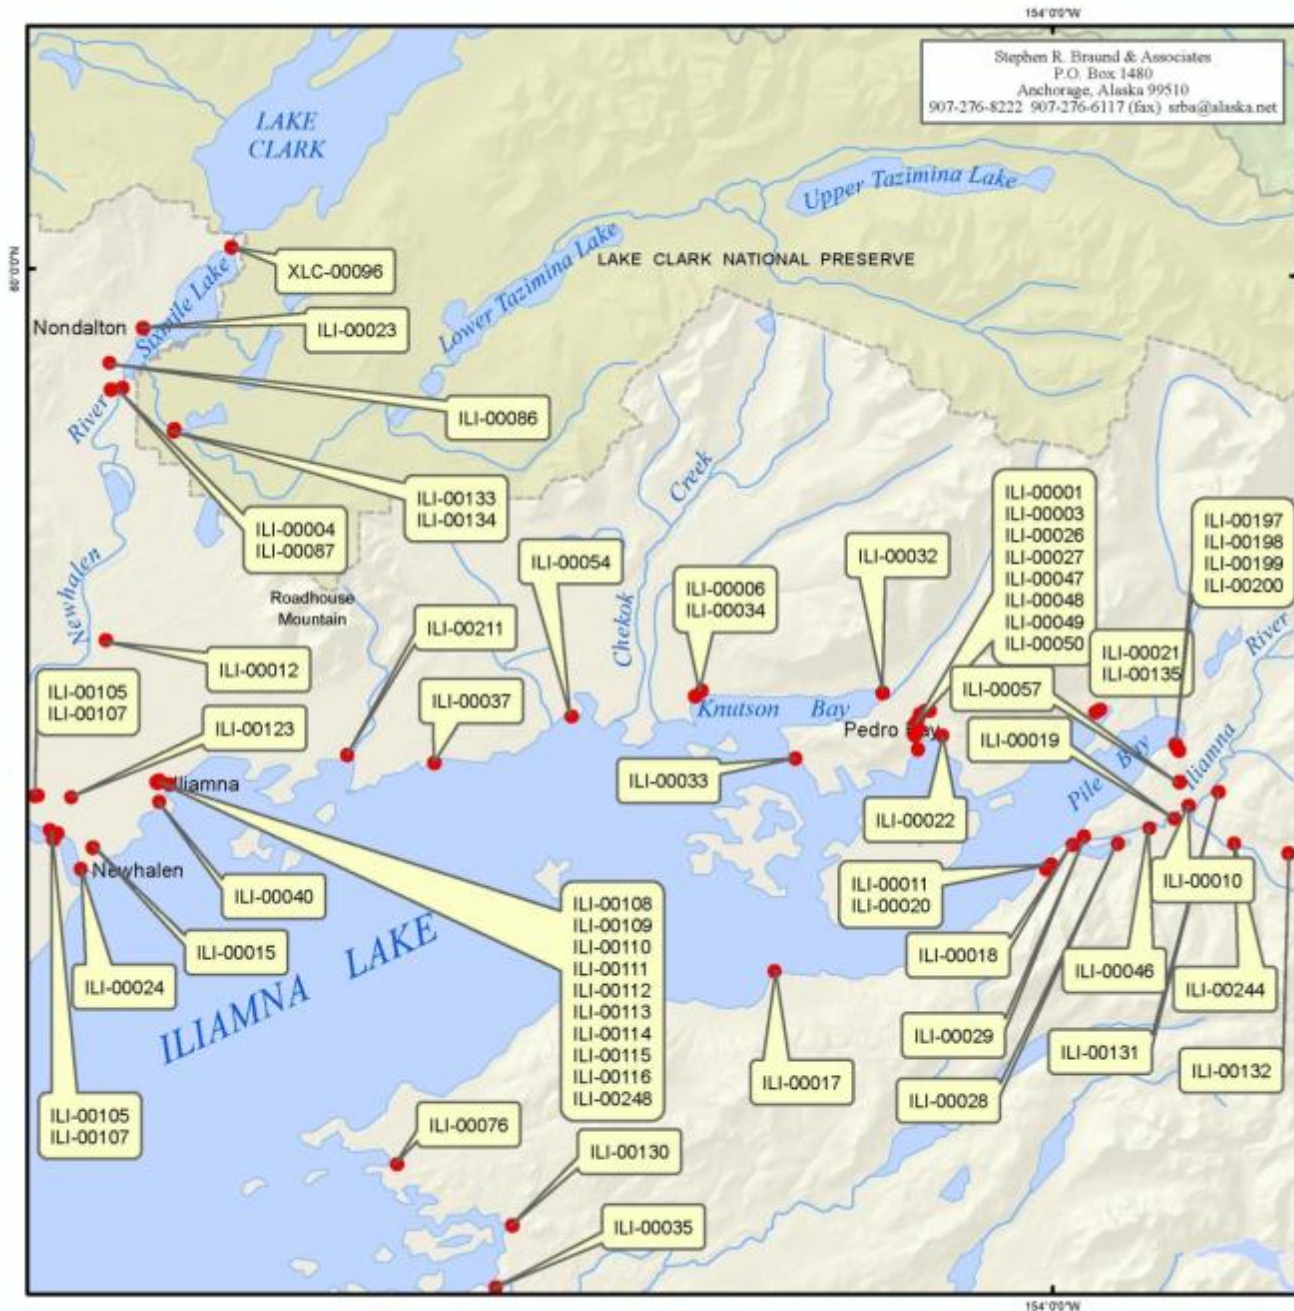 154°0'0"W
Stephen R. Braund & Associates
P.O. Box 1480
Anchorage, Alaska 99510
907-276-8222 907-276-6117 (fax) srba@alaska.net
LAKE
CLARK
Upper Tazimina Lake
60°0'0"N
XLC-00096
LAKE CLARK NATIONAL PRESERVE
Lower Tazimina Lake
Sixmile Lake
Nondalton
ILI-00023
ILI-00086
River
ILI-00133
ILI-00134
ILI-00004
ILI-00087
Creek
ILI-00001
ILI-00003
ILI-00026
ILI-00027
ILI-00047
ILI-00048
ILI-00049
ILI-00050
ILI-00197
ILI-00198
ILI-00199
ILI-00200
ILI-00054
ILI-00032
ILI-00006
ILI-00034
Newhalen
Roadhouse
Mountain
Chekok
ILI-00211
ILI-00012
ILI-00021
ILI-00135
River
ILI-00057
ILI-00105
ILI-00107
ILI-00123
ILI-00037
Knutson Bay
Pedro Bay
ILI-00019
ILI-00033
Pile Bay
Iliamna
Iliamna
ILI-00022
Newhalen
ILI-00040
ILI-00011
ILI-00020
ILI-00010
ILI-00015
ILI-00024
ILI-00108
ILI-00109
ILI-00110
ILI-00111
ILI-00112
ILI-00113
ILI-00114
ILI-00115
ILI-00116
ILI-00248
ILI-00018
ILI-00046
ILI-00244
ILIAMNA LAKE
ILI-00029
ILI-00131
ILI-00132
ILI-00017
ILI-00028
ILI-00105
ILI-00107
ILI-00076
ILI-00130
ILI-00035
154°0'0"W